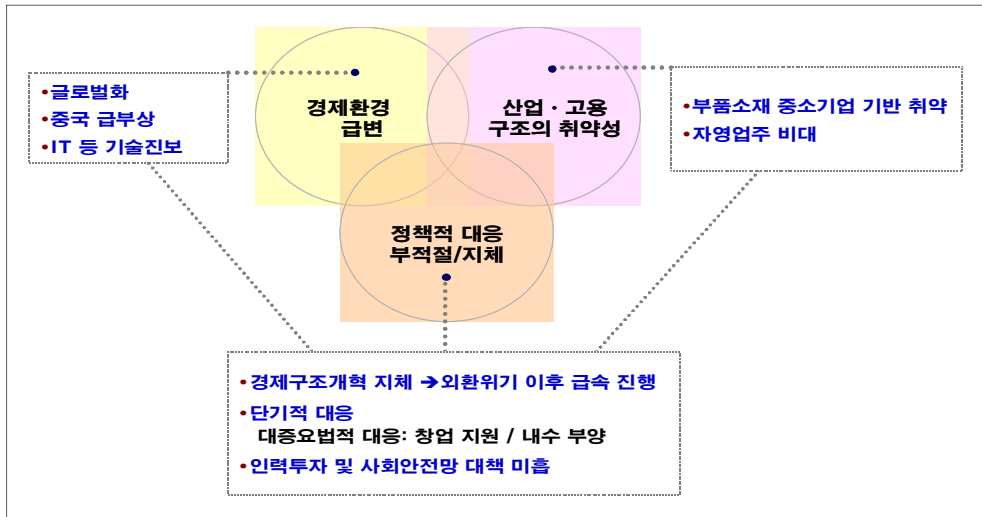 경제환경
급변
산업 · 고용
구조의 취약성
•글로벌화
•중국 급부상
•IT 등 기술진보
•부품소재 중소기업 기반 취약
•자영업주 비대
정책적 대응
부적절/지체
•경제구조개혁 지체 ➔외환위기 이후 급속 진행
•단기적 대응
대증요법적 대응: 창업 지원 / 내수 부양
•인력투자 및 사회안전망 대책 미흡